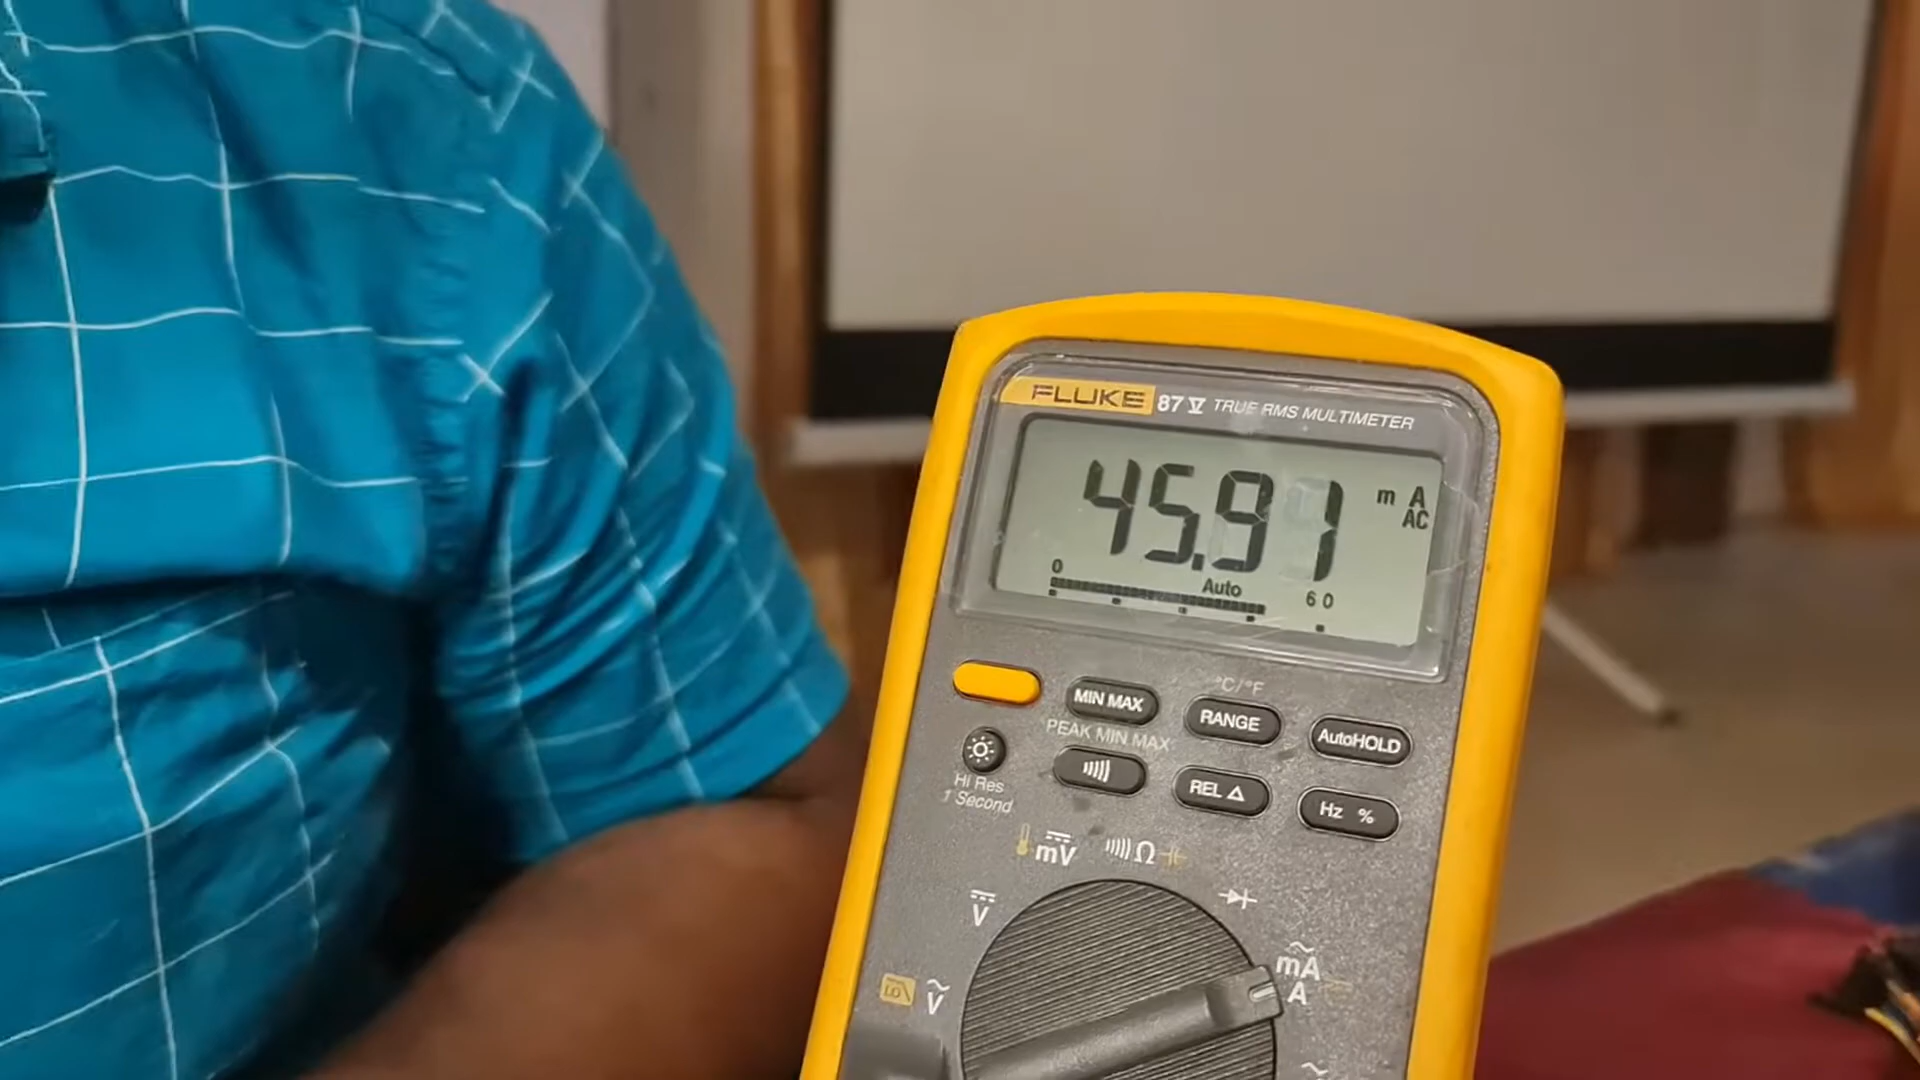 FLUKE 87 V TRUE RMS MULTIMETER
45.91 m A
AC
0 Auto 60
°C/°F
MIN MAX RANGE AutoHOLD
PEAK MIN MAX
Hi Res
1 Second
REL Δ Hz %
mV Ω
V
mA
A
LO V